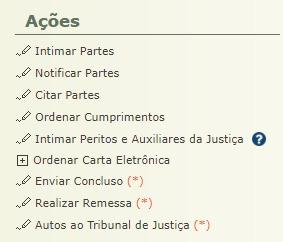 Ações
Intimar Partes
Notificar Partes
Citar Partes
Ordenar Cumprimentos
Intimar Peritos e Auxiliares da Justiça ?
Ordenar Carta Eletrônica
Enviar Concluso (*)
Realizar Remessa (*)
Autos ao Tribunal de Justiça (*)